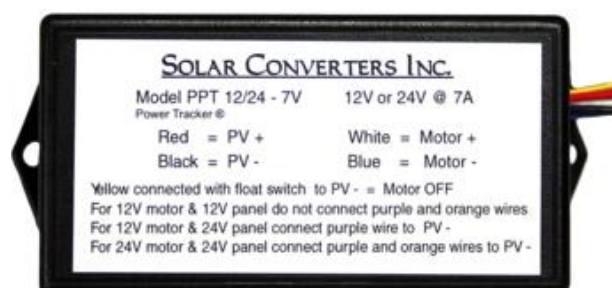 SOLAR CONVERTERS INC.
Model PPT 12/24 - 7V 12V or 24V @ 7A
Power Tracker ®
Red = PV + White = Motor +
Black = PV - Blue = Motor -
Yellow connected with float switch to PV - = Motor OFF
For 12V motor & 12V panel do not connect purple and orange wires
For 12V motor & 24V panel connect purple wire to PV -
For 24V motor & 24V panel connect purple and orange wires to PV -